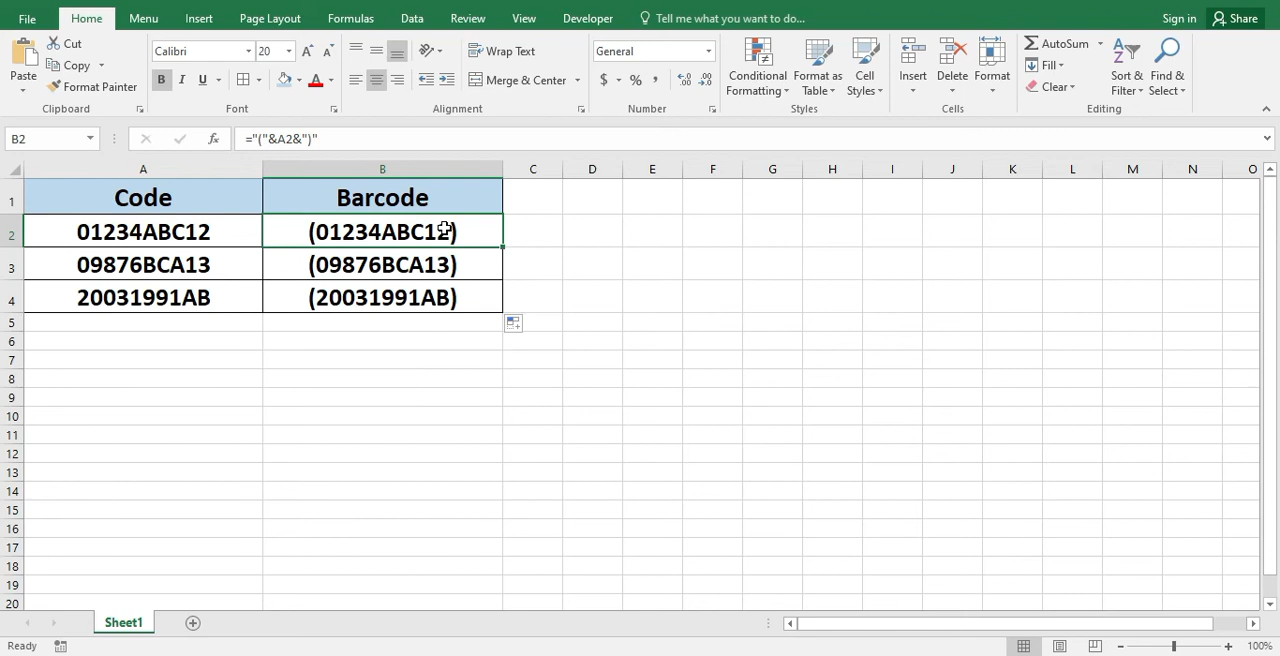 File Home Menu Insert Page Layout Formulas Data Review View Developer Tell me what you want to do... Sign in Share
Paste
Cut
Copy
Format Painter
Clipboard
Calibri 20 A A
B I U A
Font
Wrap Text
Merge & Center
Alignment
General
$ % ,
Number
Conditional Formatting
Format as Table
Cell Styles
Styles
Insert
Delete
Format
Cells
AutoSum
Fill
Clear
Sort & Filter
Find & Select
Editing
B2 fx ="("&A2&")"
A B C D E F G H I J K L M N O
1 Code Barcode
2 01234ABC12 (01234ABC12)
3 09876BCA13 (09876BCA13)
4 20031991AB (20031991AB)
5
6
7
8
9
10
11
12
13
14
15
16
17
18
19
20
Sheet1
Ready 100%